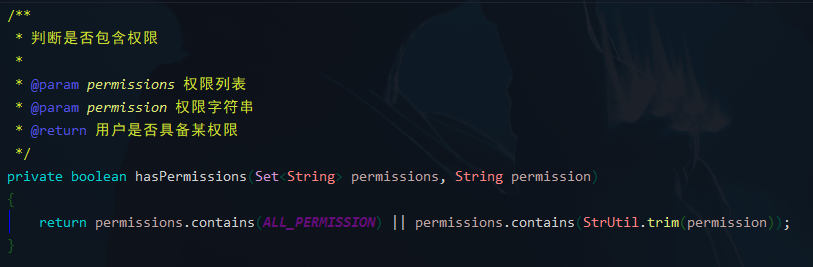 /**
 * 判断是否包含权限
 *
 * @param permissions 权限列表
 * @param permission 权限字符串
 * @return 用户是否具备某权限
 */
private boolean hasPermissions(Set<String> permissions, String permission)
{
    return permissions.contains(ALL_PERMISSION) || permissions.contains(StrUtil.trim(permission));
}